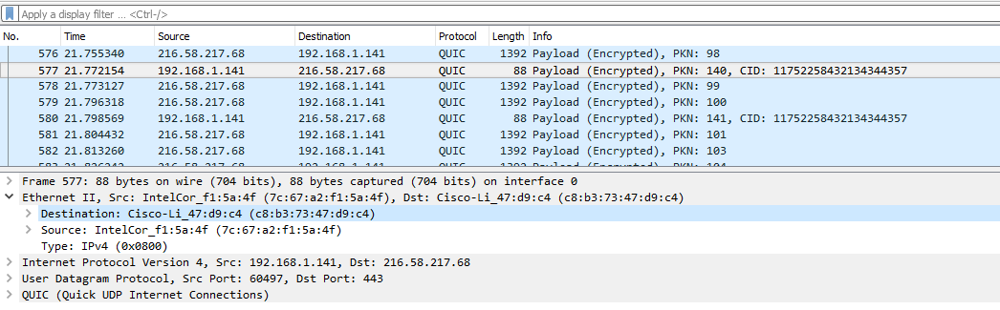 Apply a display filter ... <Ctrl-/>
No. Time Source Destination Protocol Length Info
576 21.755340 216.58.217.68 192.168.1.141 QUIC 1392 Payload (Encrypted), PKN: 98
577 21.772154 192.168.1.141 216.58.217.68 QUIC 88 Payload (Encrypted), PKN: 140, CID: 11752258432134344357
578 21.773127 216.58.217.68 192.168.1.141 QUIC 1392 Payload (Encrypted), PKN: 99
579 21.796318 216.58.217.68 192.168.1.141 QUIC 1392 Payload (Encrypted), PKN: 100
580 21.798569 192.168.1.141 216.58.217.68 QUIC 88 Payload (Encrypted), PKN: 141, CID: 11752258432134344357
581 21.804432 216.58.217.68 192.168.1.141 QUIC 1392 Payload (Encrypted), PKN: 101
582 21.813260 216.58.217.68 192.168.1.141 QUIC 1392 Payload (Encrypted), PKN: 103
Frame 577: 88 bytes on wire (704 bits), 88 bytes captured (704 bits) on interface 0
Ethernet II, Src: IntelCor_f1:5a:4f (7c:67:a2:f1:5a:4f), Dst: Cisco-Li_47:d9:c4 (c8:b3:73:47:d9:c4)
Destination: Cisco-Li_47:d9:c4 (c8:b3:73:47:d9:c4)
Source: IntelCor_f1:5a:4f (7c:67:a2:f1:5a:4f)
Type: IPv4 (0x0800)
Internet Protocol Version 4, Src: 192.168.1.141, Dst: 216.58.217.68
User Datagram Protocol, Src Port: 60497, Dst Port: 443
QUIC (Quick UDP Internet Connections)